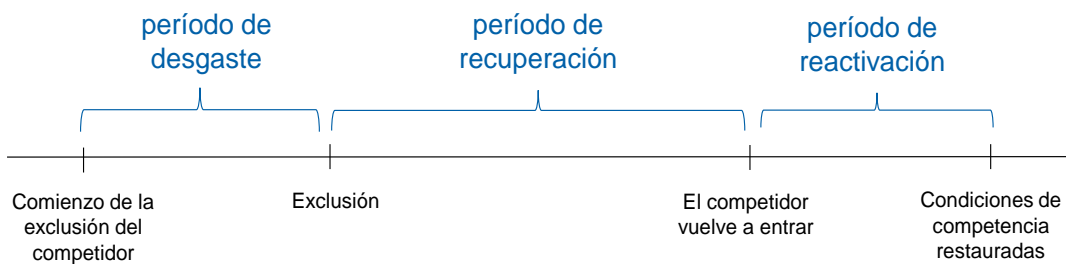 período de
desgaste
período de
recuperación
período de
reactivación
Comienzo de la
exclusión del
competidor
Exclusión
El competidor
vuelve a entrar
Condiciones de
competencia
restauradas